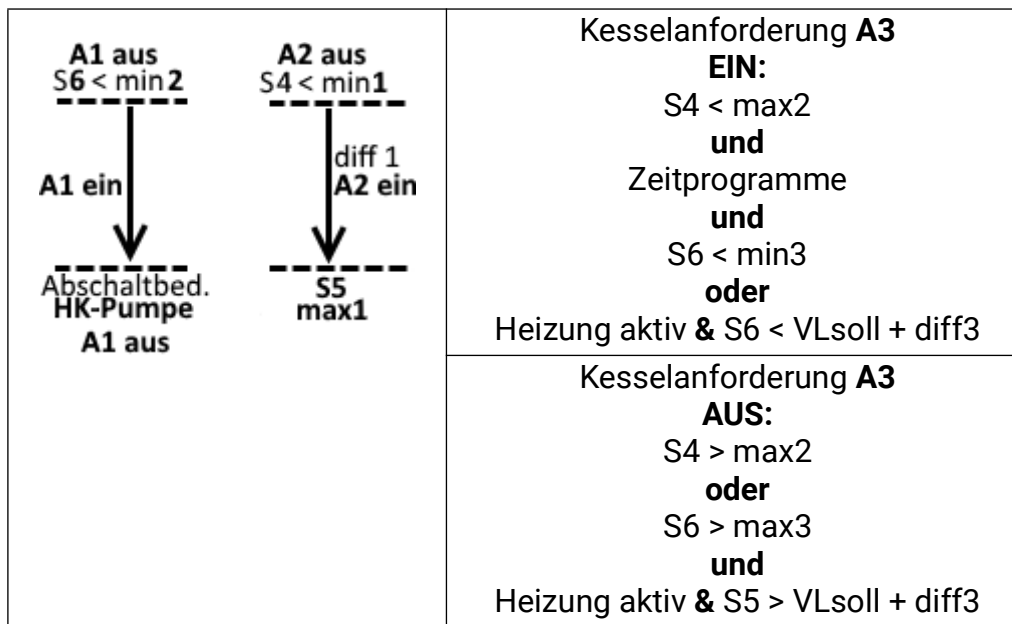 A1 aus
S6 < min2
A1 ein
Abschaltbed.
HK-Pumpe
A1 aus
A2 aus
S4 < min1
diff 1
A2 ein
S5
max1
Kesselanforderung A3
EIN:
S4 < max2
und
Zeitprogramme
und
S6 < min3
oder
Heizung aktiv & S6 < VLsoll + diff3
Kesselanforderung A3
AUS:
S4 > max2
oder
S6 > max3
und
Heizung aktiv & S5 > VLsoll + diff3